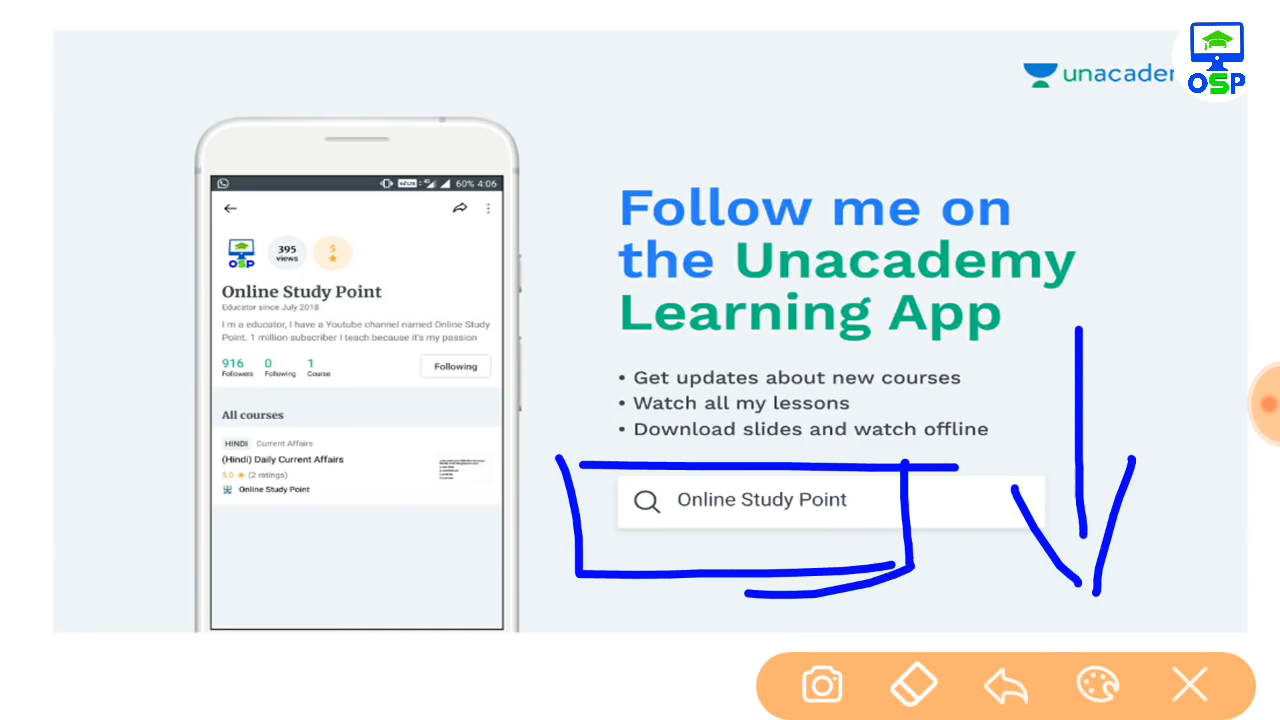 unacadem
OSP
Follow me on
the Unacademy
Learning App
• Get updates about new courses
• Watch all my lessons
• Download slides and watch offline
Online Study Point
60% 4:06
OSP
395
views
5
Online Study Point
Educator since July 2018
I m a educator, I have a Youtube channel named Online Study
Point. 1 million subscriber I teach because it's my passion
916 0 1
Followers Following Course
Following
All courses
HINDI Current Affairs
(Hindi) Daily Current Affairs
5.0 ★ (2 ratings)
Online Study Point